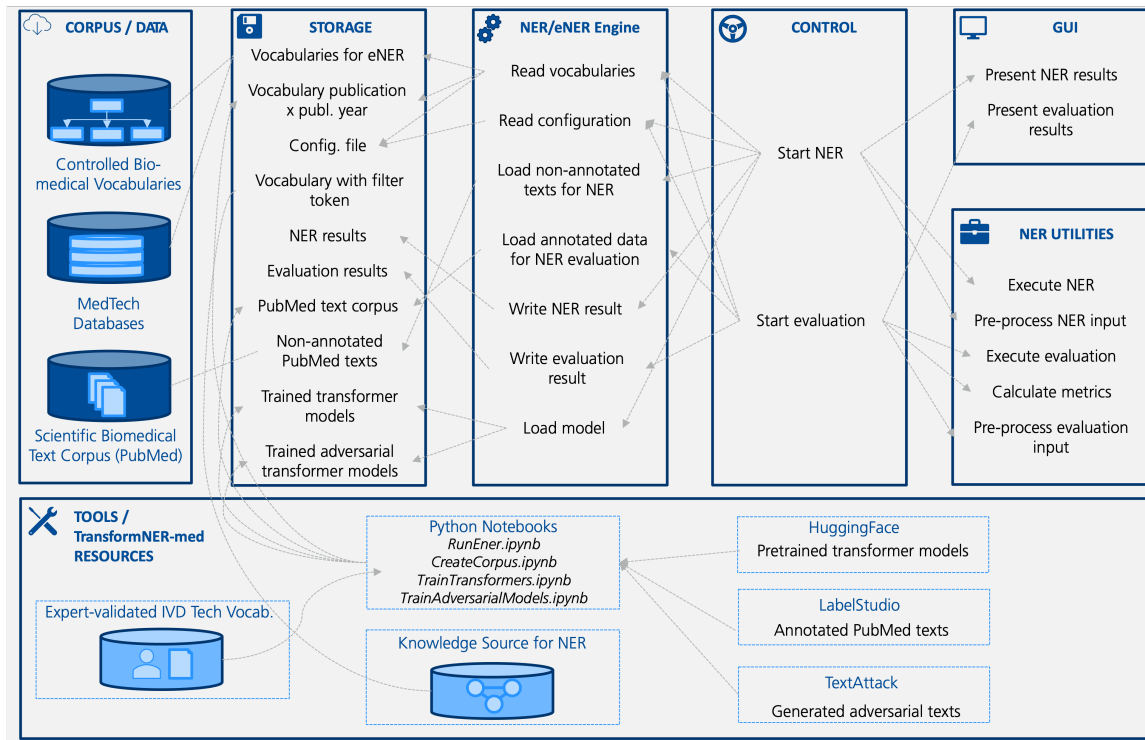 CORPUS / DATA
Controlled Bio-
medical Vocabularies
MedTech
Databases
Scientific Biomedical
Text Corpus (PubMed)
STORAGE
Vocabularies for eNER
Vocabulary publication
x publ. year
Config. file
Vocabulary with filter
token
NER results
Evaluation results
PubMed text corpus
Non-annotated
PubMed texts
Trained transformer
models
Trained adversarial
transformer models
NER/eNER Engine
Read vocabularies
Read configuration
Load non-annotated
texts for NER
Load annotated data
for NER evaluation
Write NER result
Write evaluation
result
Load model
CONTROL
Start NER
Start evaluation
GUI
Present NER results
Present evaluation
results
NER UTILITIES
Execute NER
Pre-process NER input
Execute evaluation
Calculate metrics
Pre-process evaluation
input
TOOLS /
TransformNER-med
RESOURCES
Expert-validated IVD Tech Vocab.
Python Notebooks
RunEner.ipynb
CreateCorpus.ipynb
TrainTransformers.ipynb
TrainAdversarialModels.ipynb
Knowledge Source for NER
HuggingFace
Pretrained transformer models
LabelStudio
Annotated PubMed texts
TextAttack
Generated adversarial texts